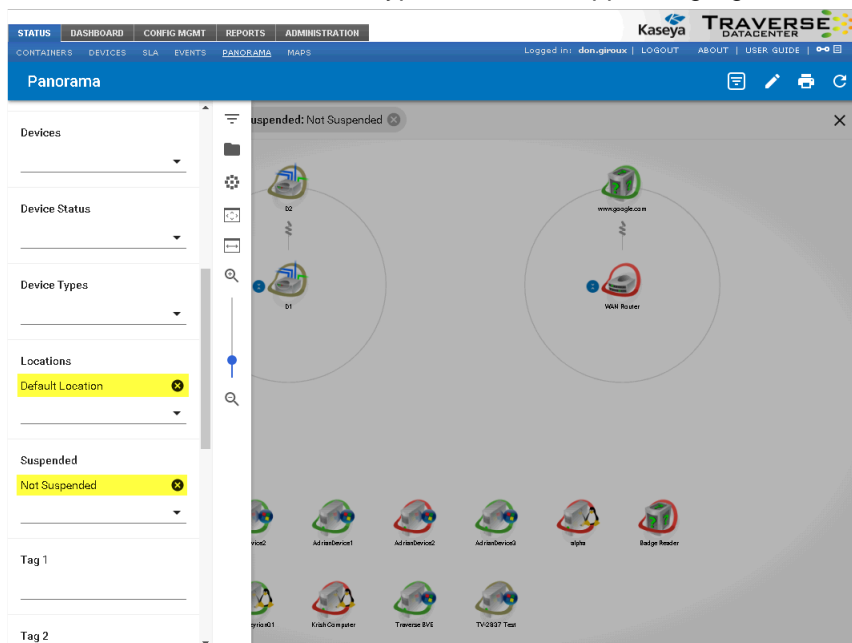 STATUS DASHBOARD CONFIG MGMT REPORTS ADMINISTRATION
Kaseya TRAVERSE DATACENTER
CONTAINERS DEVICES SLA EVENTS PANORAMA MAPS Logged in: don.giroux | LOGOUT ABOUT | USER GUIDE |
Panorama
Devices
uspended: Not Suspended
Device Status
D2 www.google.com
Device Types
D1 WAN Router
Locations
Default Location
Suspended
Not Suspended
Tag 1
AdrianDevice1 AdrianDevice2 AdrianDevice3 alpha Badge Reader
Tag 2
Krish Computer Traverse BVE TV-2837 Test